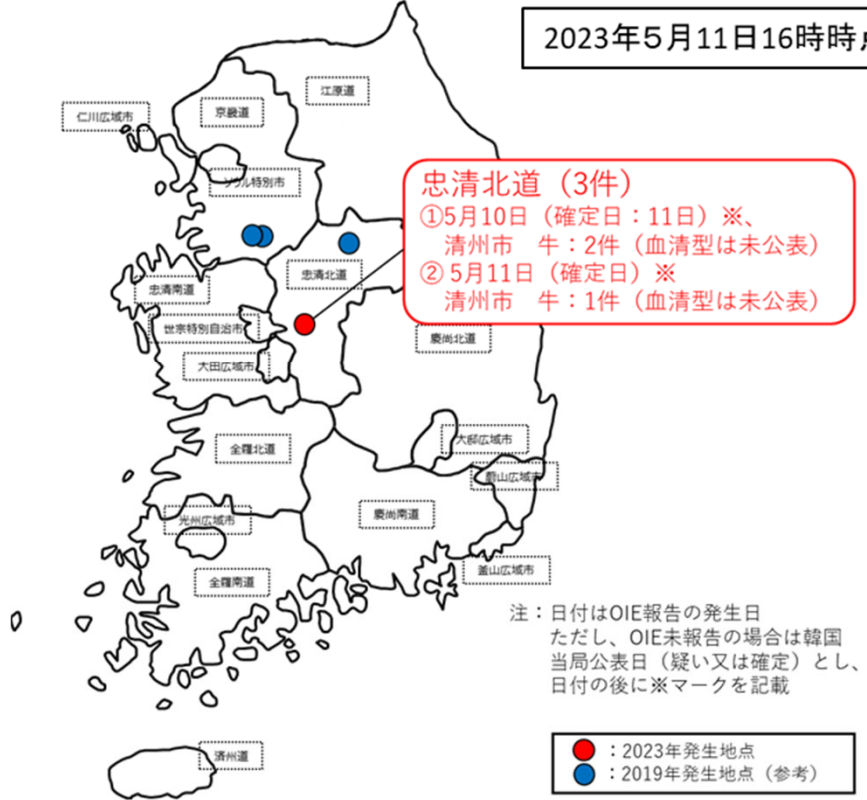 2023年5月11日16時時点
江原道
京畿道
仁川広域市
ソウル特別市
忠清北道（3件）
①5月10日（確定日：11日）※、
清州市　牛：2件（血清型は未公表）
② 5月11日（確定日）※
清州市　牛：1件（血清型は未公表）
忠清北道
忠清南道
世宗特別自治市
慶尚北道
大田広域市
大邱広域市
全羅北道
蔚山広域市
慶尚南道
光州広域市
釜山広域市
全羅南道
注：日付はOIE報告の発生日
ただし、OIE未報告の場合は韓国
当局公表日（疑い又は確定）とし、
日付の後に※マークを記載
済州道
：2023年発生地点
：2019年発生地点（参考）